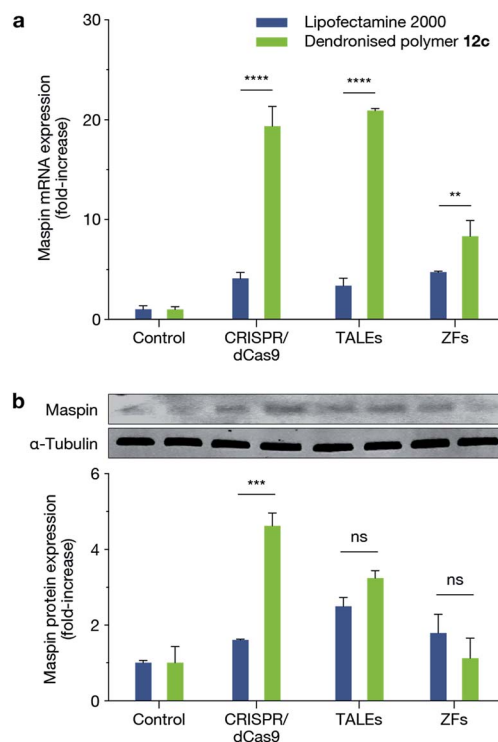 a
Lipofectamine 2000
Dendronised polymer 12c
Maspin mRNA expression
(fold-increase)
30
20
10
0
****
****
**
Control
CRISPR/
dCas9
TALEs
ZFs
b
Maspin
α-Tubulin
Maspin protein expression
(fold-increase)
6
4
2
0
***
ns
ns
Control
CRISPR/
dCas9
TALEs
ZFs